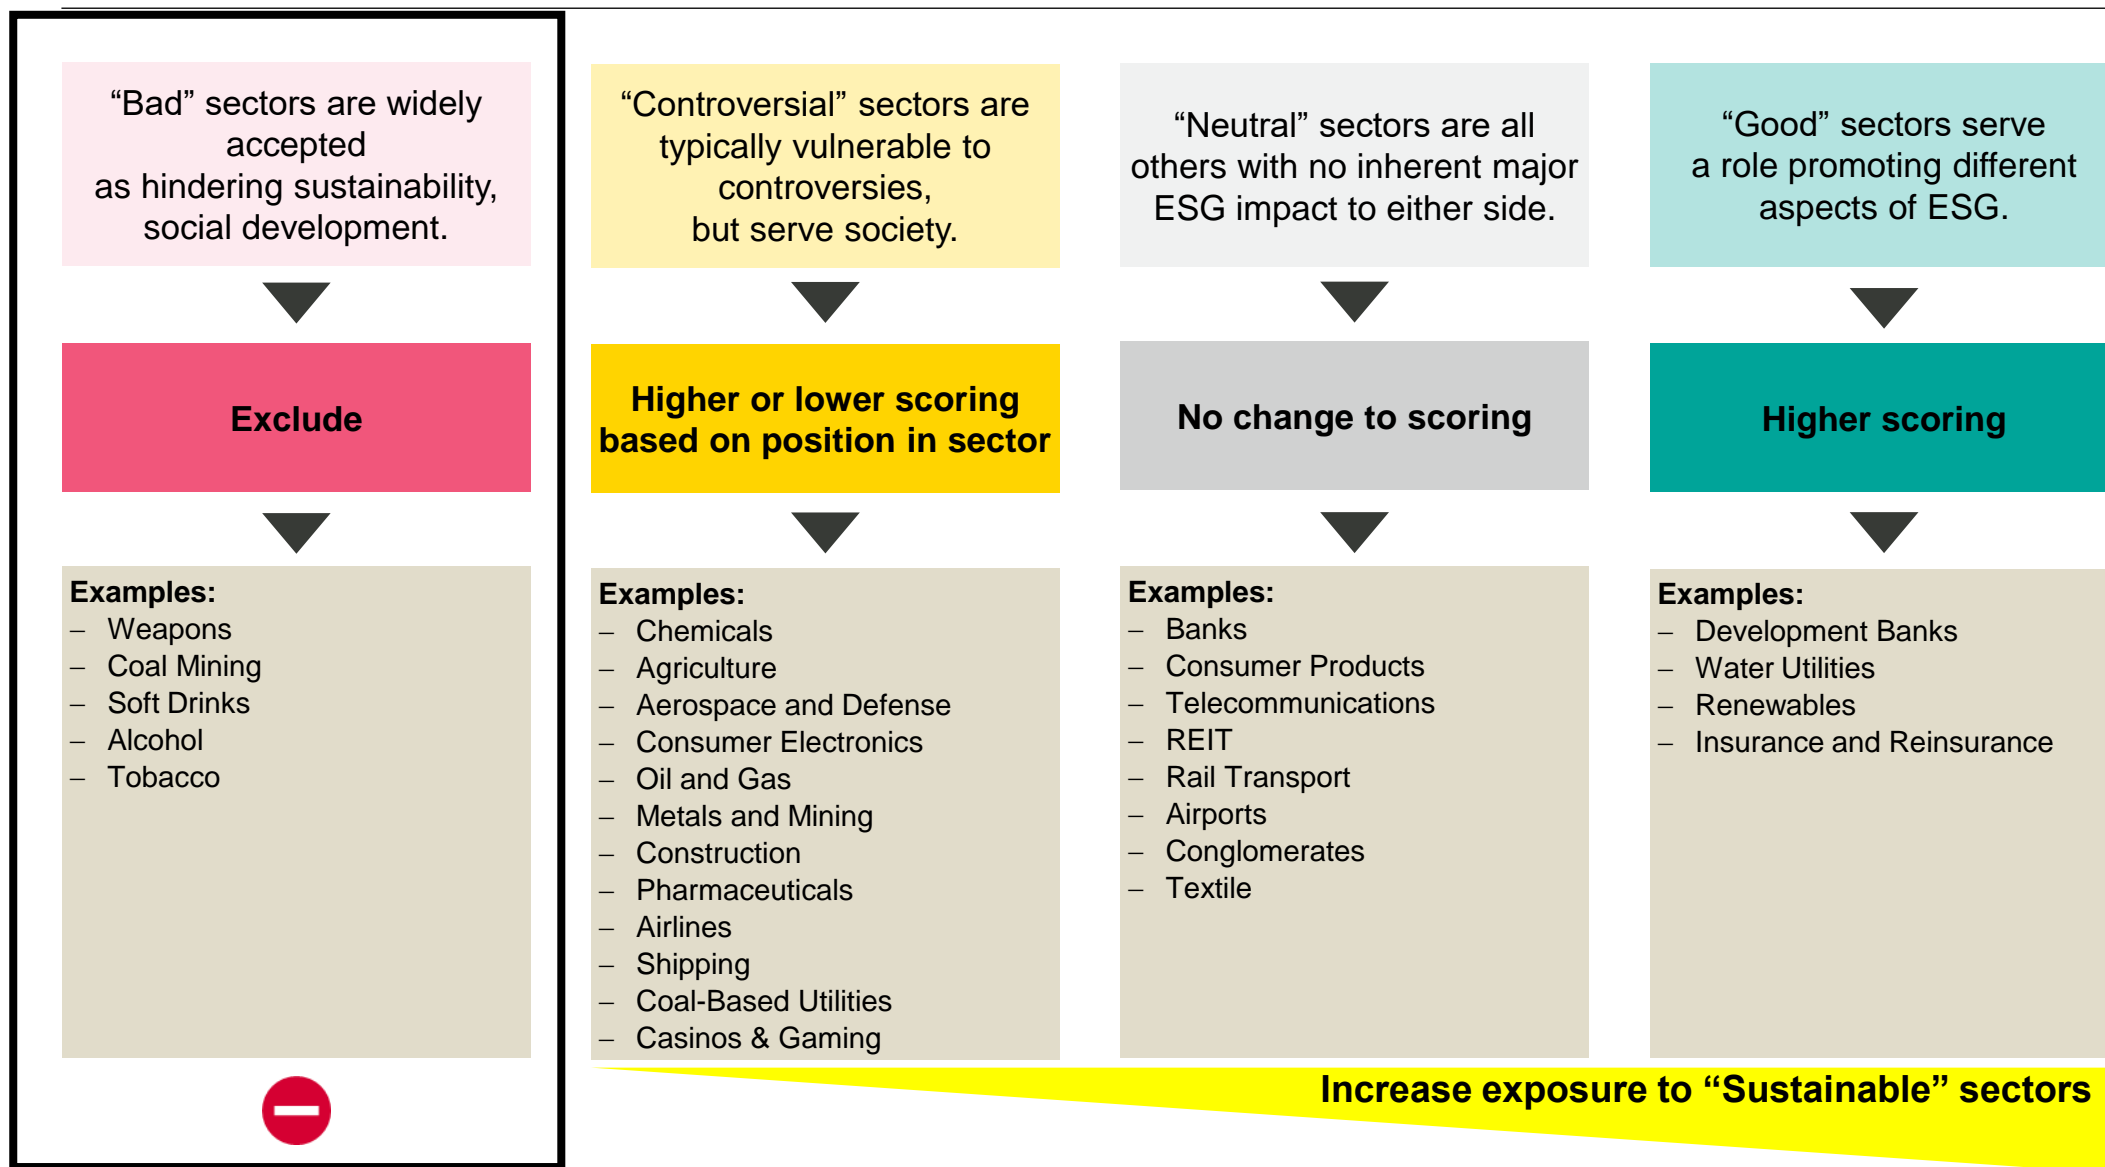 “Bad” sectors are widely
accepted
as hindering sustainability,
social development.
Exclude
Examples:
– Weapons
– Coal Mining
– Soft Drinks
– Alcohol
– Tobacco
“Controversial” sectors are
typically vulnerable to
controversies,
but serve society.
Higher or lower scoring
based on position in sector
Examples:
– Chemicals
– Agriculture
– Aerospace and Defense
– Consumer Electronics
– Oil and Gas
– Metals and Mining
– Construction
– Pharmaceuticals
– Airlines
– Shipping
– Coal-Based Utilities
– Casinos & Gaming
“Neutral” sectors are all
others with no inherent major
ESG impact to either side.
No change to scoring
Examples:
– Banks
– Consumer Products
– Telecommunications
– REIT
– Rail Transport
– Airports
– Conglomerates
– Textile
“Good” sectors serve
a role promoting different
aspects of ESG.
Higher scoring
Examples:
– Development Banks
– Water Utilities
– Renewables
– Insurance and Reinsurance
Increase exposure to “Sustainable” sectors